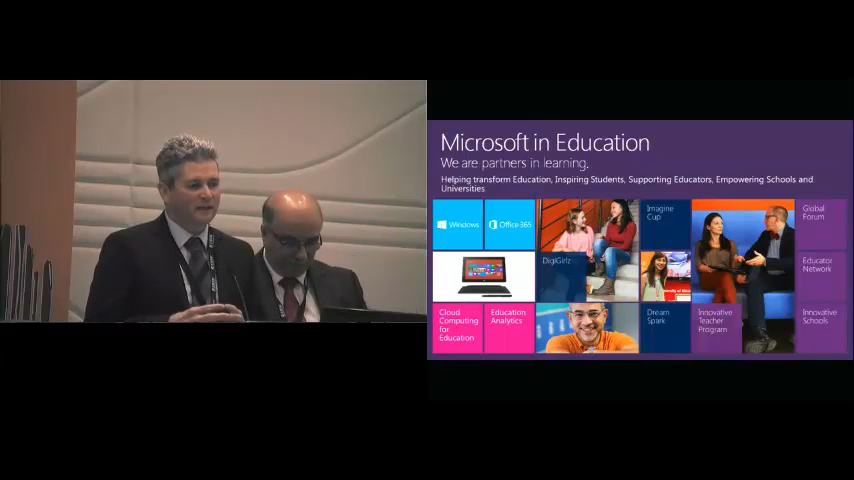 Microsoft in Education
We are partners in learning.
Helping transform Education, Inspiring Students, Supporting Educators, Empowering Schools and
Universities
Windows
Office 365
Imagine
Cup
Global
Forum
DigiGirlz
Educator
Network
Cloud
Computing
for
Education
Education
Analytics
Dream
Spark
Innovative
Teacher
Program
Innovative
Schools